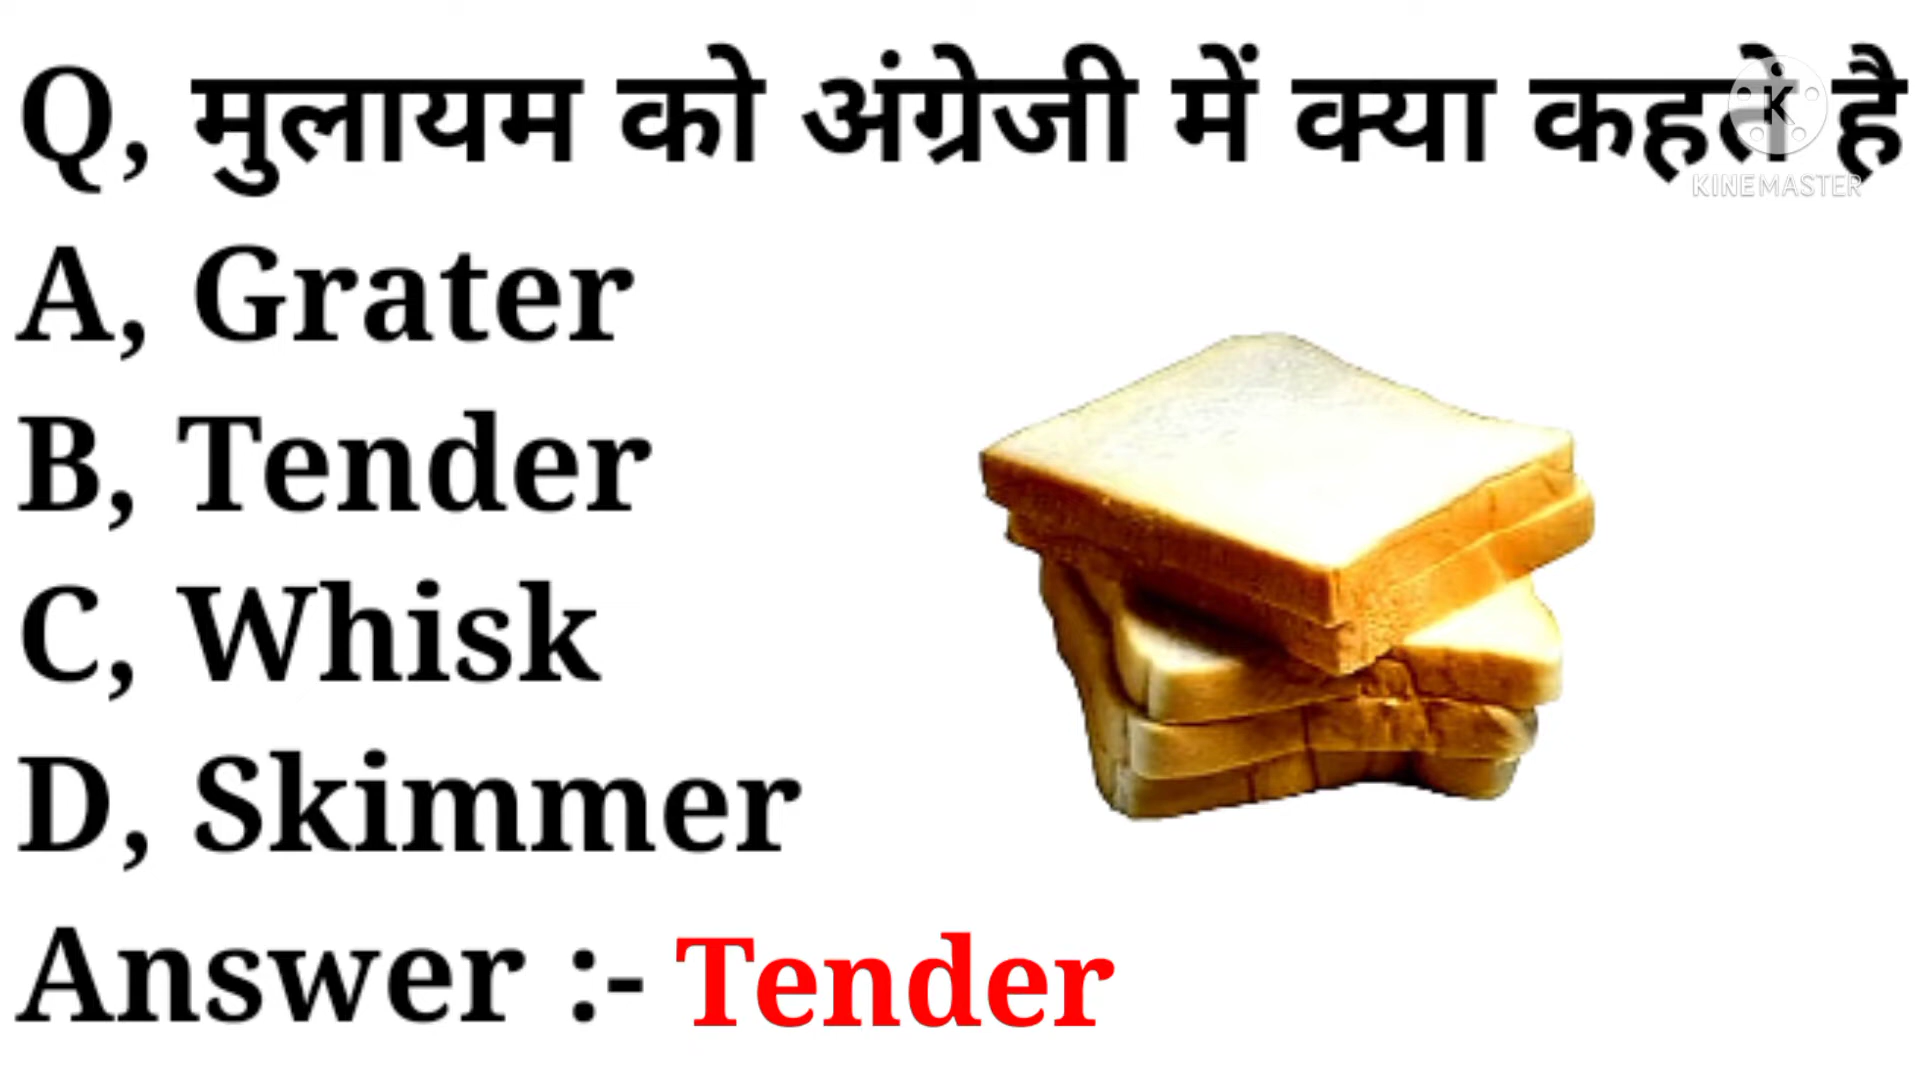 Q, मुलायम को अंग्रेजी में क्या कहते है
KINEMASTER
A, Grater
B, Tender
C, Whisk
D, Skimmer
Answer :- Tender